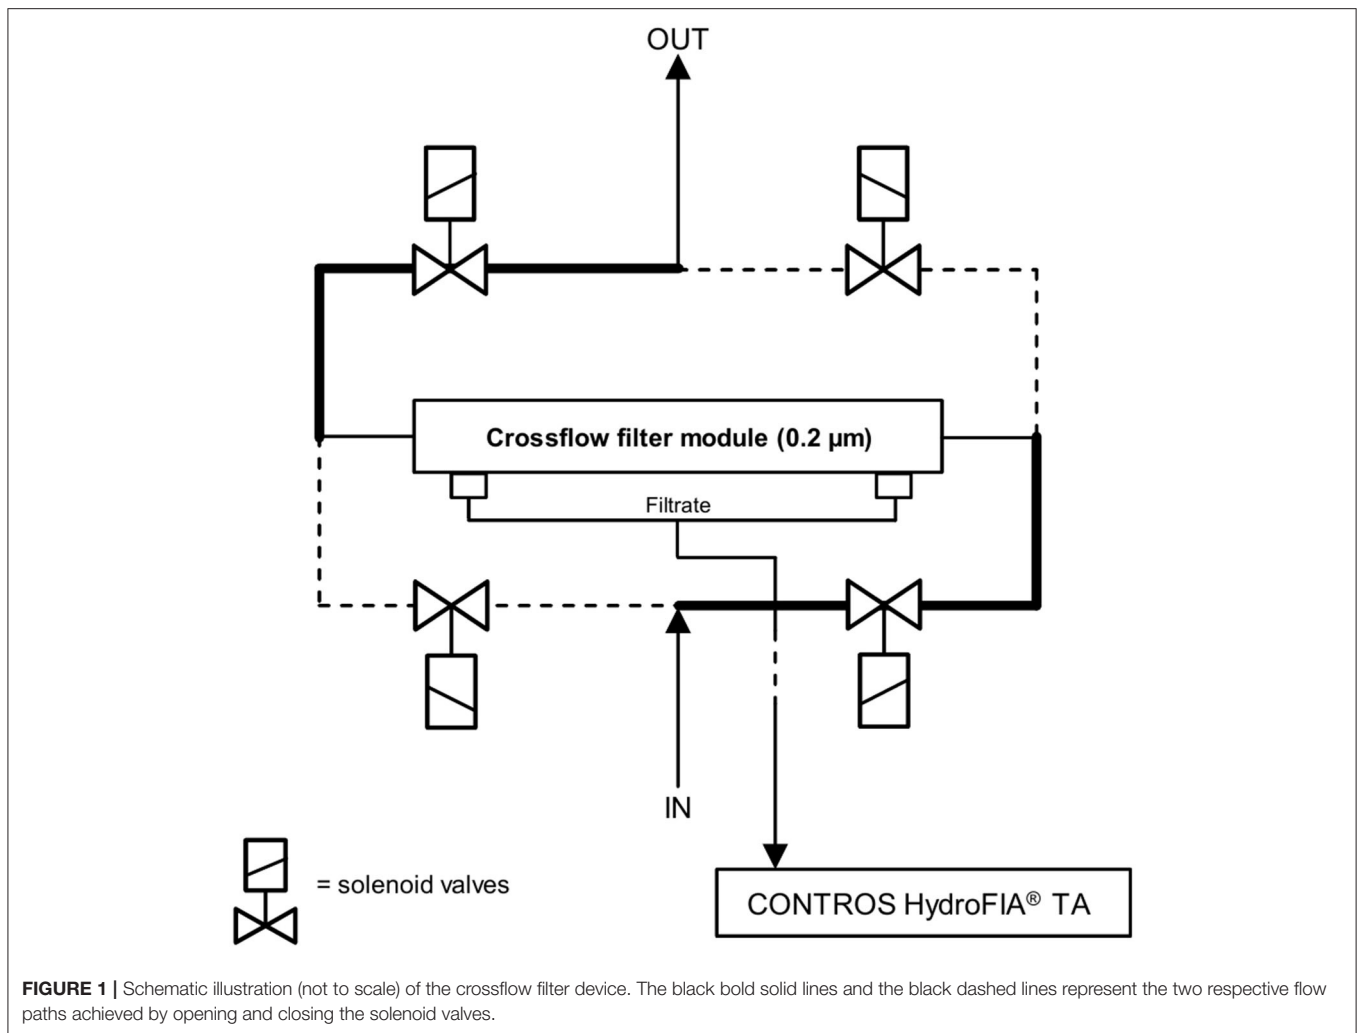 OUT
Crossflow filter module (0.2 µm)
Filtrate
IN
= solenoid valves
CONTROS HydroFIA® TA
FIGURE 1 | Schematic illustration (not to scale) of the crossflow filter device. The black bold solid lines and the black dashed lines represent the two respective flow
paths achieved by opening and closing the solenoid valves.